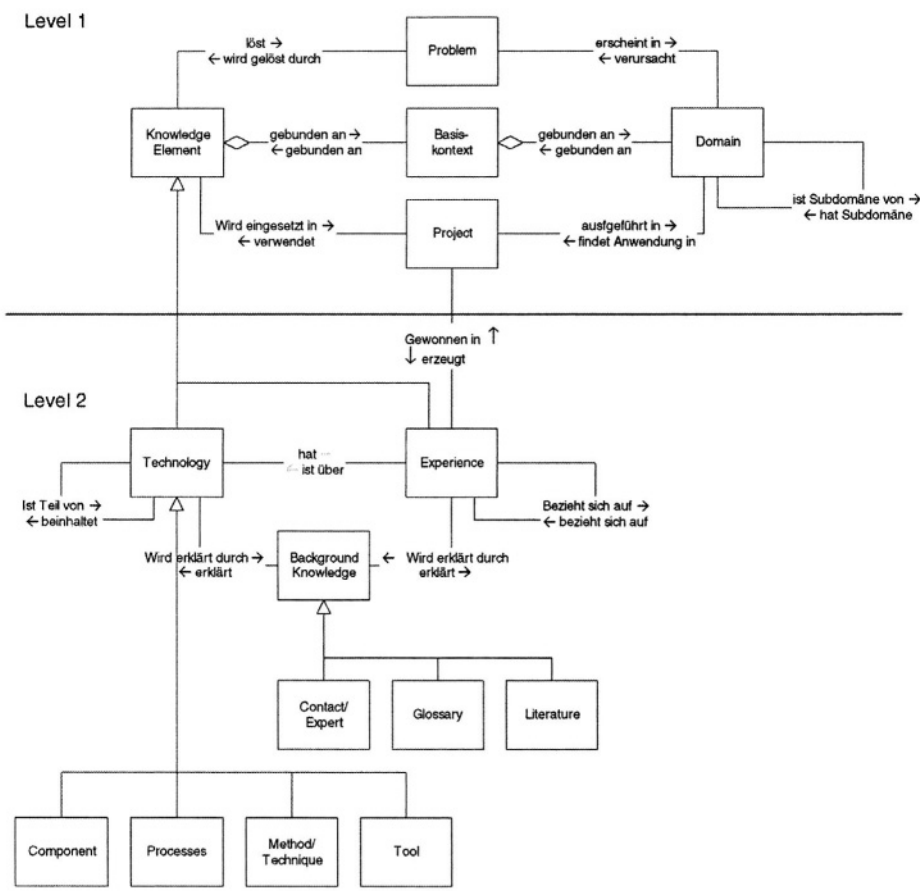 Level 1
löst →
← wird gelöst durch
Problem
erscheint in →
← verursacht
Knowledge
Element
gebunden an →
← gebunden an
Basis-
kontext
gebunden an →
← gebunden an
Domain
ist Subdomäne von →
← hat Subdomäne
Wird eingesetzt in →
← verwendet
Project
ausgeführt in →
← findet Anwendung in
Gewonnen in ↑
↓ erzeugt
Level 2
Technology
hat →
← ist über
Experience
Ist Teil von →
← beinhaltet
Bezieht sich auf →
← bezieht sich auf
Wird erklärt durch →
← erklärt
Background
Knowledge
← Wird erklärt durch
erklärt →
Contact/
Expert
Glossary
Literature
Component
Processes
Method/
Technique
Tool